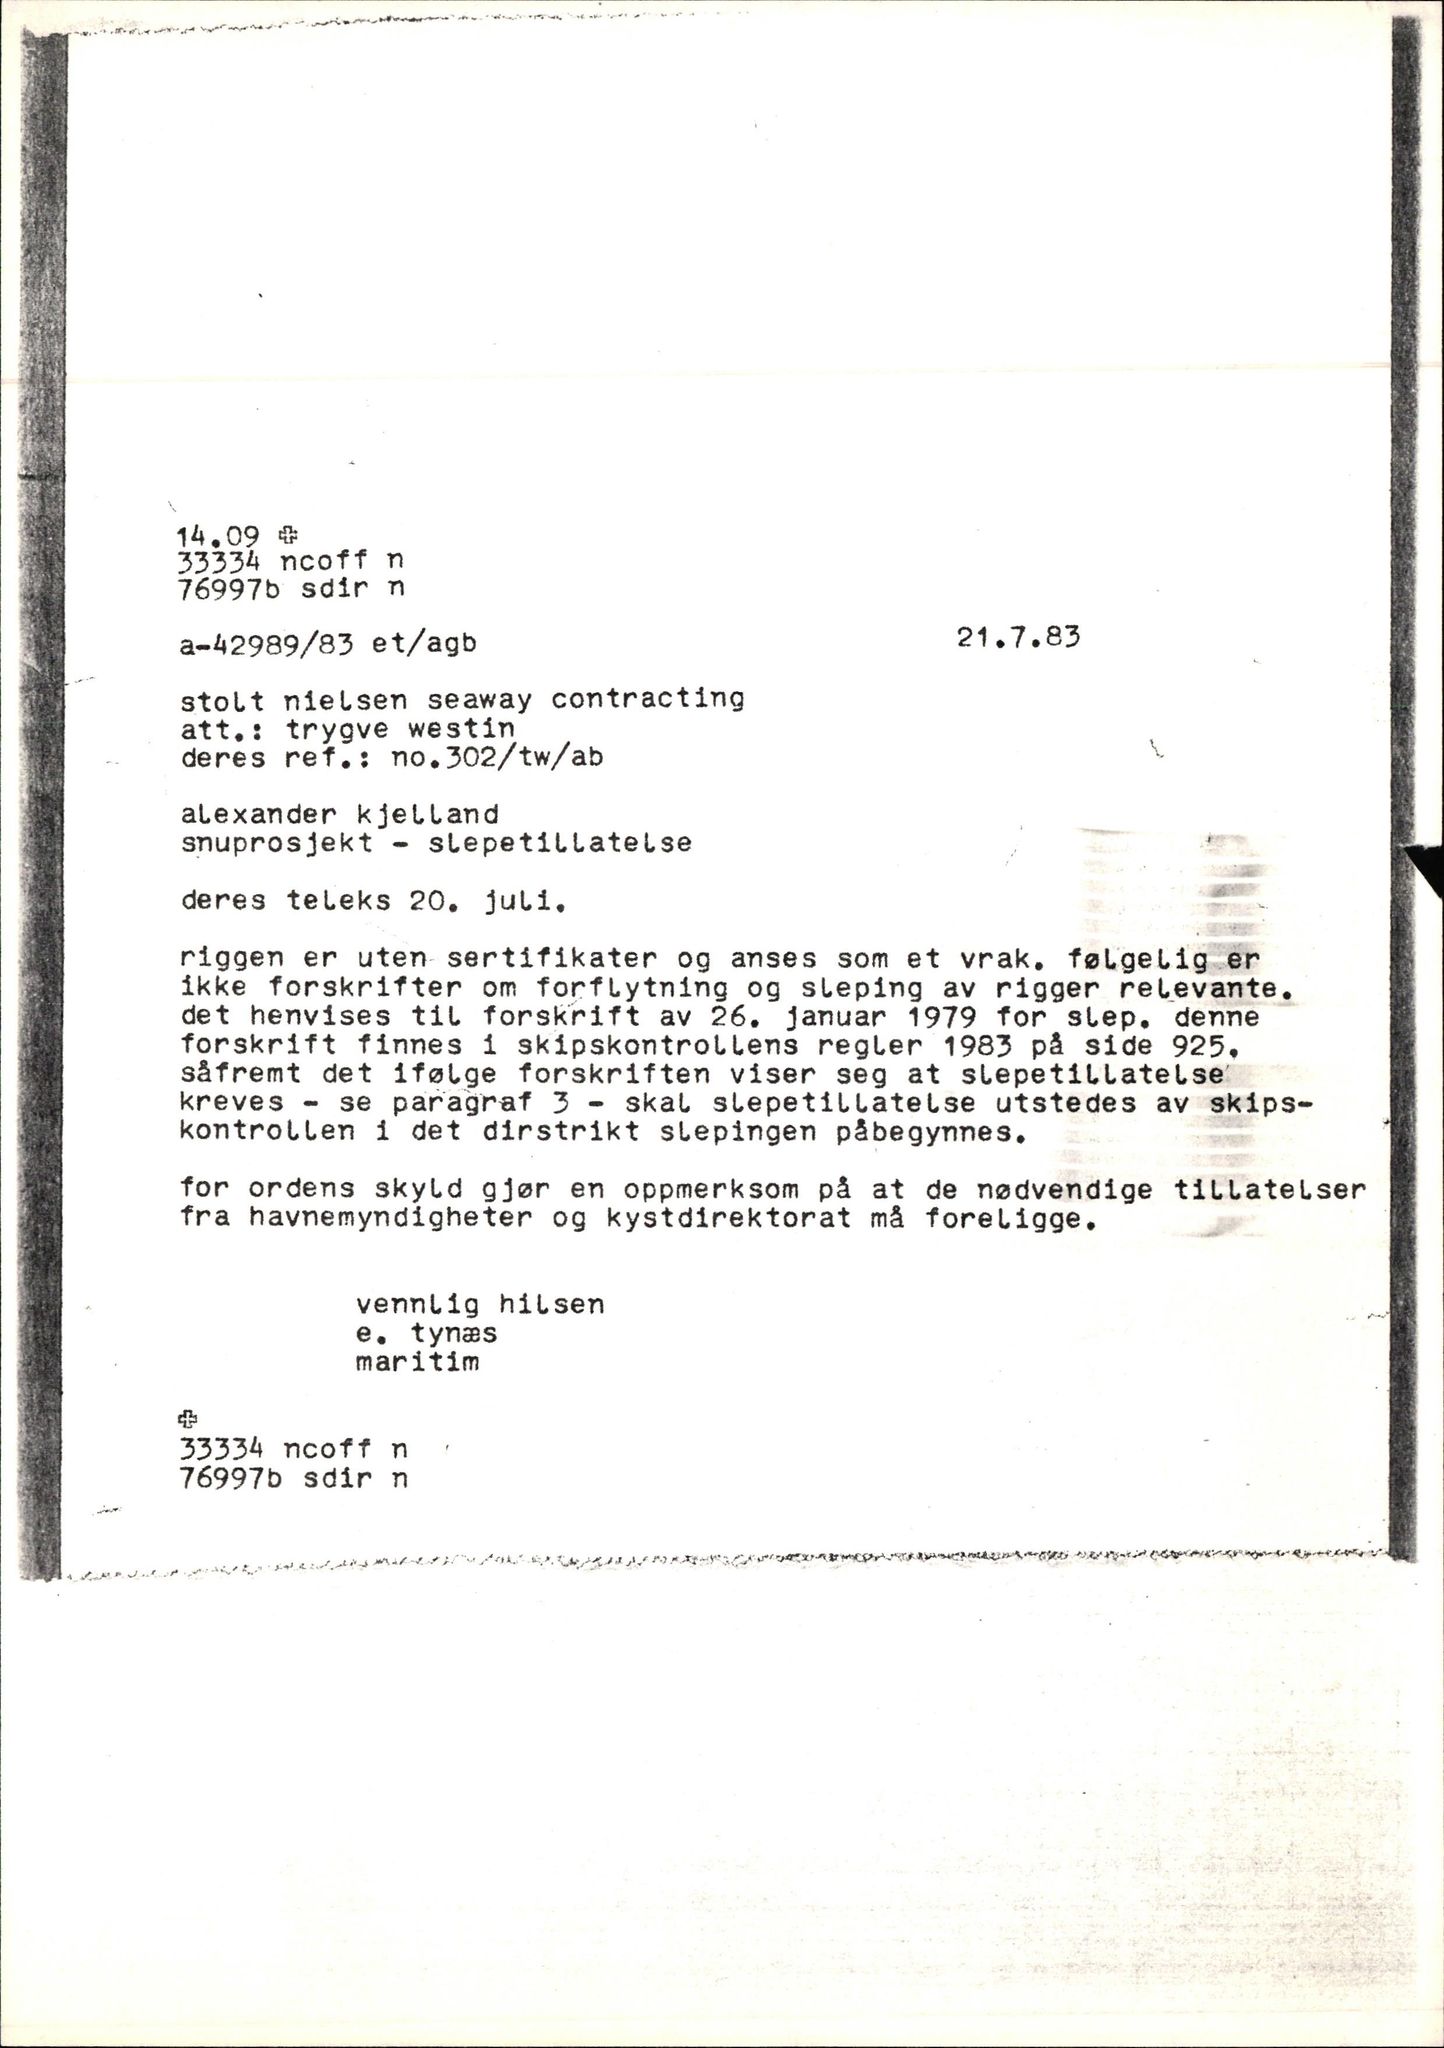 14.09 ✠
33334 ncoff n
76997b sdir n
a-42989/83 et/agb 21.7.83
stolt nielsen seaway contracting
att.: trygve westin
deres ref.: no.302/tw/ab
alexander kjelland
snuprosjekt - slepetillatelse
deres teleks 20. juli.
riggen er uten sertifikater og anses som et vrak. følgelig er
ikke forskrifter om forflytning og sleping av rigger relevante.
det henvises til forskrift av 26. januar 1979 for slep. denne
forskrift finnes i skipskontrollens regler 1983 på side 925.
såfremt det ifølge forskriften viser seg at slepetillatelse
kreves - se paragraf 3 - skal slepetillatelse utstedes av skips-
kontrollen i det dirstrikt slepingen påbegynnes.
for ordens skyld gjør en oppmerksom på at de nødvendige tillatelser
fra havnemyndigheter og kystdirektorat må foreligge.
vennlig hilsen
e. tynæs
maritim
✠
33334 ncoff n
76997b sdir n